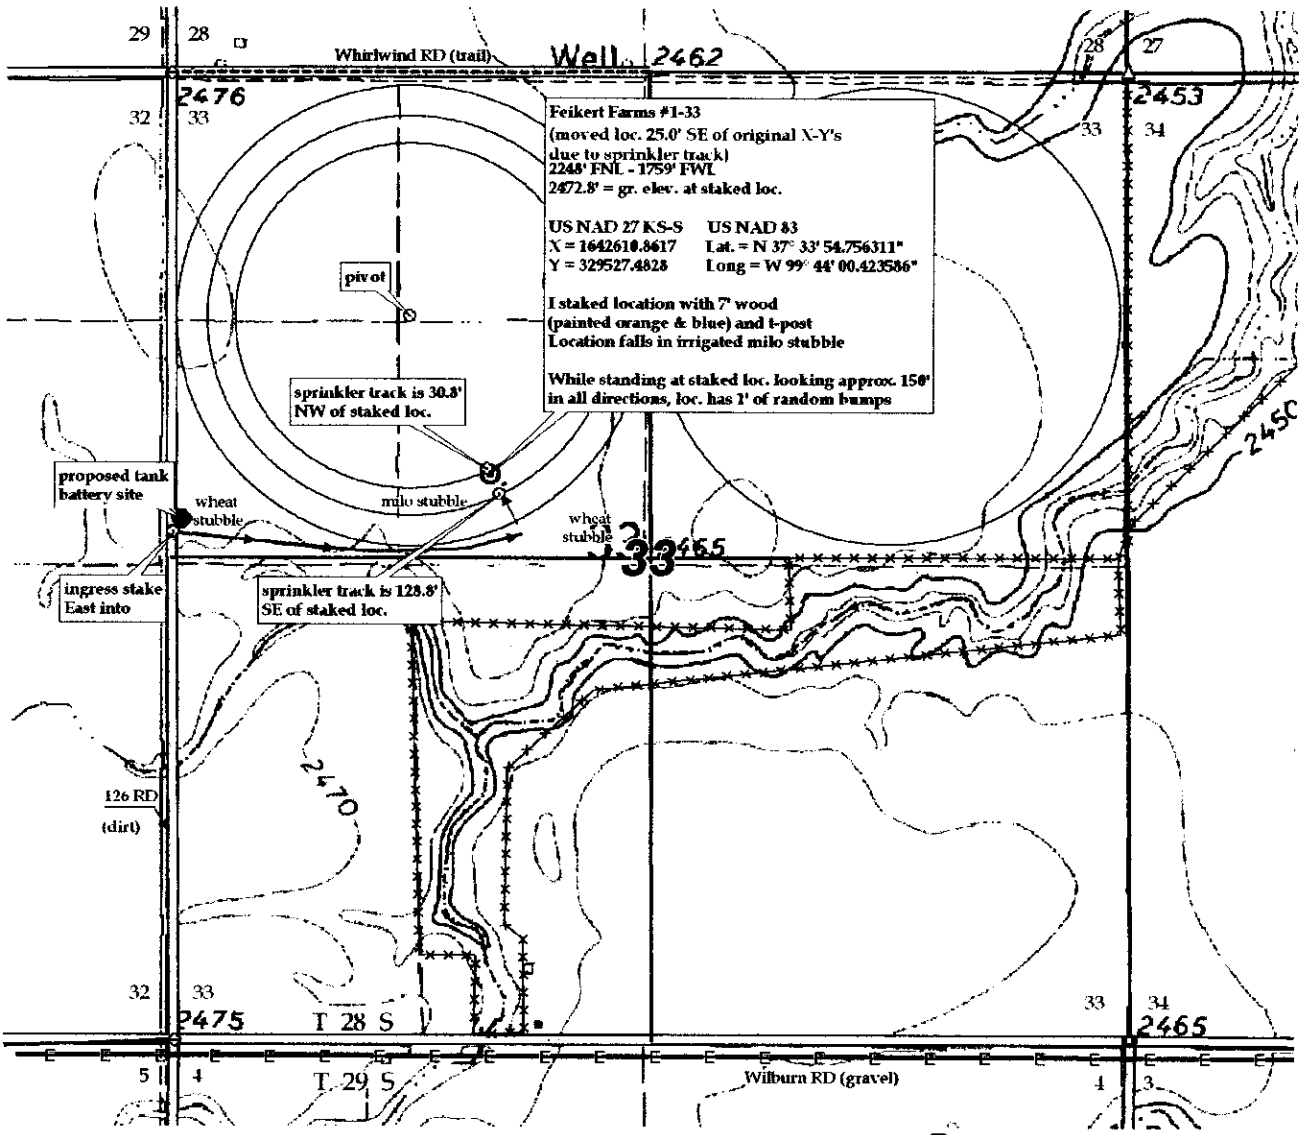 29 28
28 27
Whirlwind RD (trail)
Well
2462
2476
2453
32 33
33 34
Feikert Farms #1-33
(moved loc. 25.0' SE of original X-Y's
due to sprinkler track)
2248' FNL - 1759' FWL
2472.8' = gr. elev. at staked loc.
US NAD 27 KS-S US NAD 83
X = 1642610.8617 Lat. = N 37° 33' 54.756311"
Y = 329527.4828 Long = W 99° 44' 00.423586"
I staked location with 7' wood
(painted orange & blue) and t-post
Location falls in irrigated milo stubble
While standing at staked loc. looking approx. 150'
in all directions, loc. has 1' of random bumps
pivot
sprinkler track is 30.8'
NW of staked loc.
2450
proposed tank
battery site
wheat
stubble
milo stubble
wheat
stubble
33
2465
ingress stake
East into
sprinkler track is 128.8'
SE of staked loc.
2470
126 RD
(dirt)
32 33
33 34
2475
T 28 S
2465
E E E E E E E E E E E E E E E E E E E E
5 4
T 29 S
Wilburn RD (gravel)
4 3